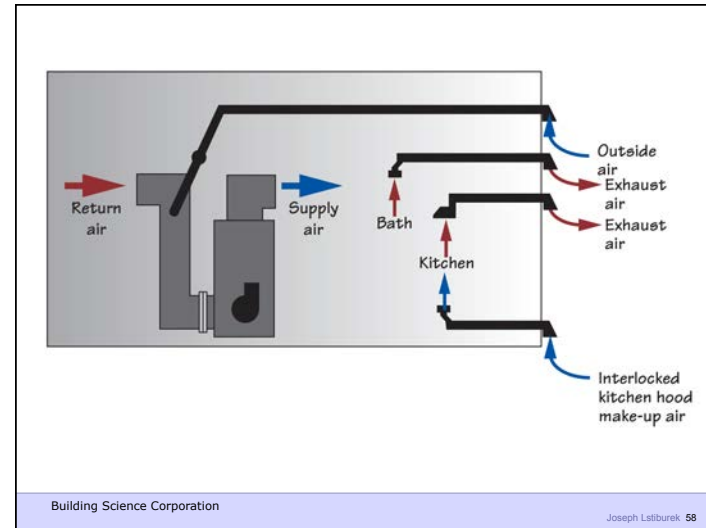 Outside
air
Exhaust
air
Return
air
Supply
air
Bath
Exhaust
air
Kitchen
Interlocked
kitchen hood
make-up air
Building Science Corporation
Joseph Lstiburek 58